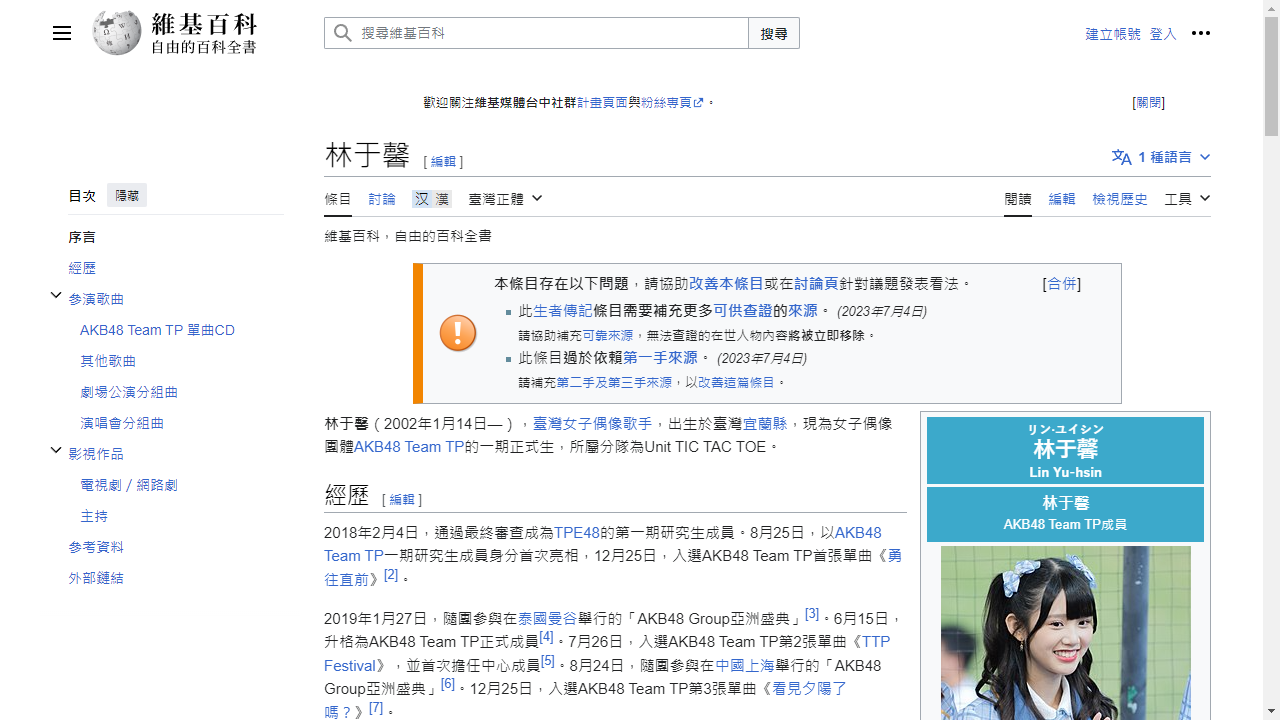 維基百科
自由的百科全書
搜尋維基百科
搜尋
建立帳號 登入
歡迎關注維基媒體台中社群計畫頁面與粉絲專頁。
[關閉]
林于馨 [ 編輯 ]
1 種語言
目次 隱藏
條目 討論 汉 漢 臺灣正體
閱讀 編輯 檢視歷史 工具
維基百科，自由的百科全書
序言
經歷
參演歌曲
AKB48 Team TP 單曲CD
其他歌曲
劇場公演分組曲
演唱會分組曲
影視作品
電視劇 / 網路劇
主持
參考資料
外部鏈結
本條目存在以下問題，請協助改善本條目或在討論頁針對議題發表看法。
[合併]
此生者傳記條目需要補充更多可供查證的來源。 (2023年7月4日)
請協助補充可靠來源，無法查證的在世人物內容將被立即移除。
此條目過於依賴第一手來源。 (2023年7月4日)
請補充第二手及第三手來源，以改善這篇條目。
林于馨（2002年1月14日—），臺灣女子偶像歌手，出生於臺灣宜蘭縣，現為女子偶像
團體AKB48 Team TP的一期正式生，所屬分隊為Unit TIC TAC TOE。
經歷 [ 編輯 ]
2018年2月4日，通過最終審查成為TPE48的第一期研究生成員。8月25日，以AKB48
Team TP一期研究生成員身分首次亮相，12月25日，入選AKB48 Team TP首張單曲《勇
往直前》[2]。
2019年1月27日，隨團參與在泰國曼谷舉行的「AKB48 Group亞洲盛典」[3]。6月15日，
升格為AKB48 Team TP正式成員[4]。7月26日，入選AKB48 Team TP第2張單曲《TTP
Festival》，並首次擔任中心成員[5]。8月24日，隨團參與在中國上海舉行的「AKB48
Group亞洲盛典」[6]。12月25日，入選AKB48 Team TP第3張單曲《看見夕陽了
嗎？》[7]。
リン·ユイシン
林于馨
Lin Yu-hsin
林于馨
AKB48 Team TP成員